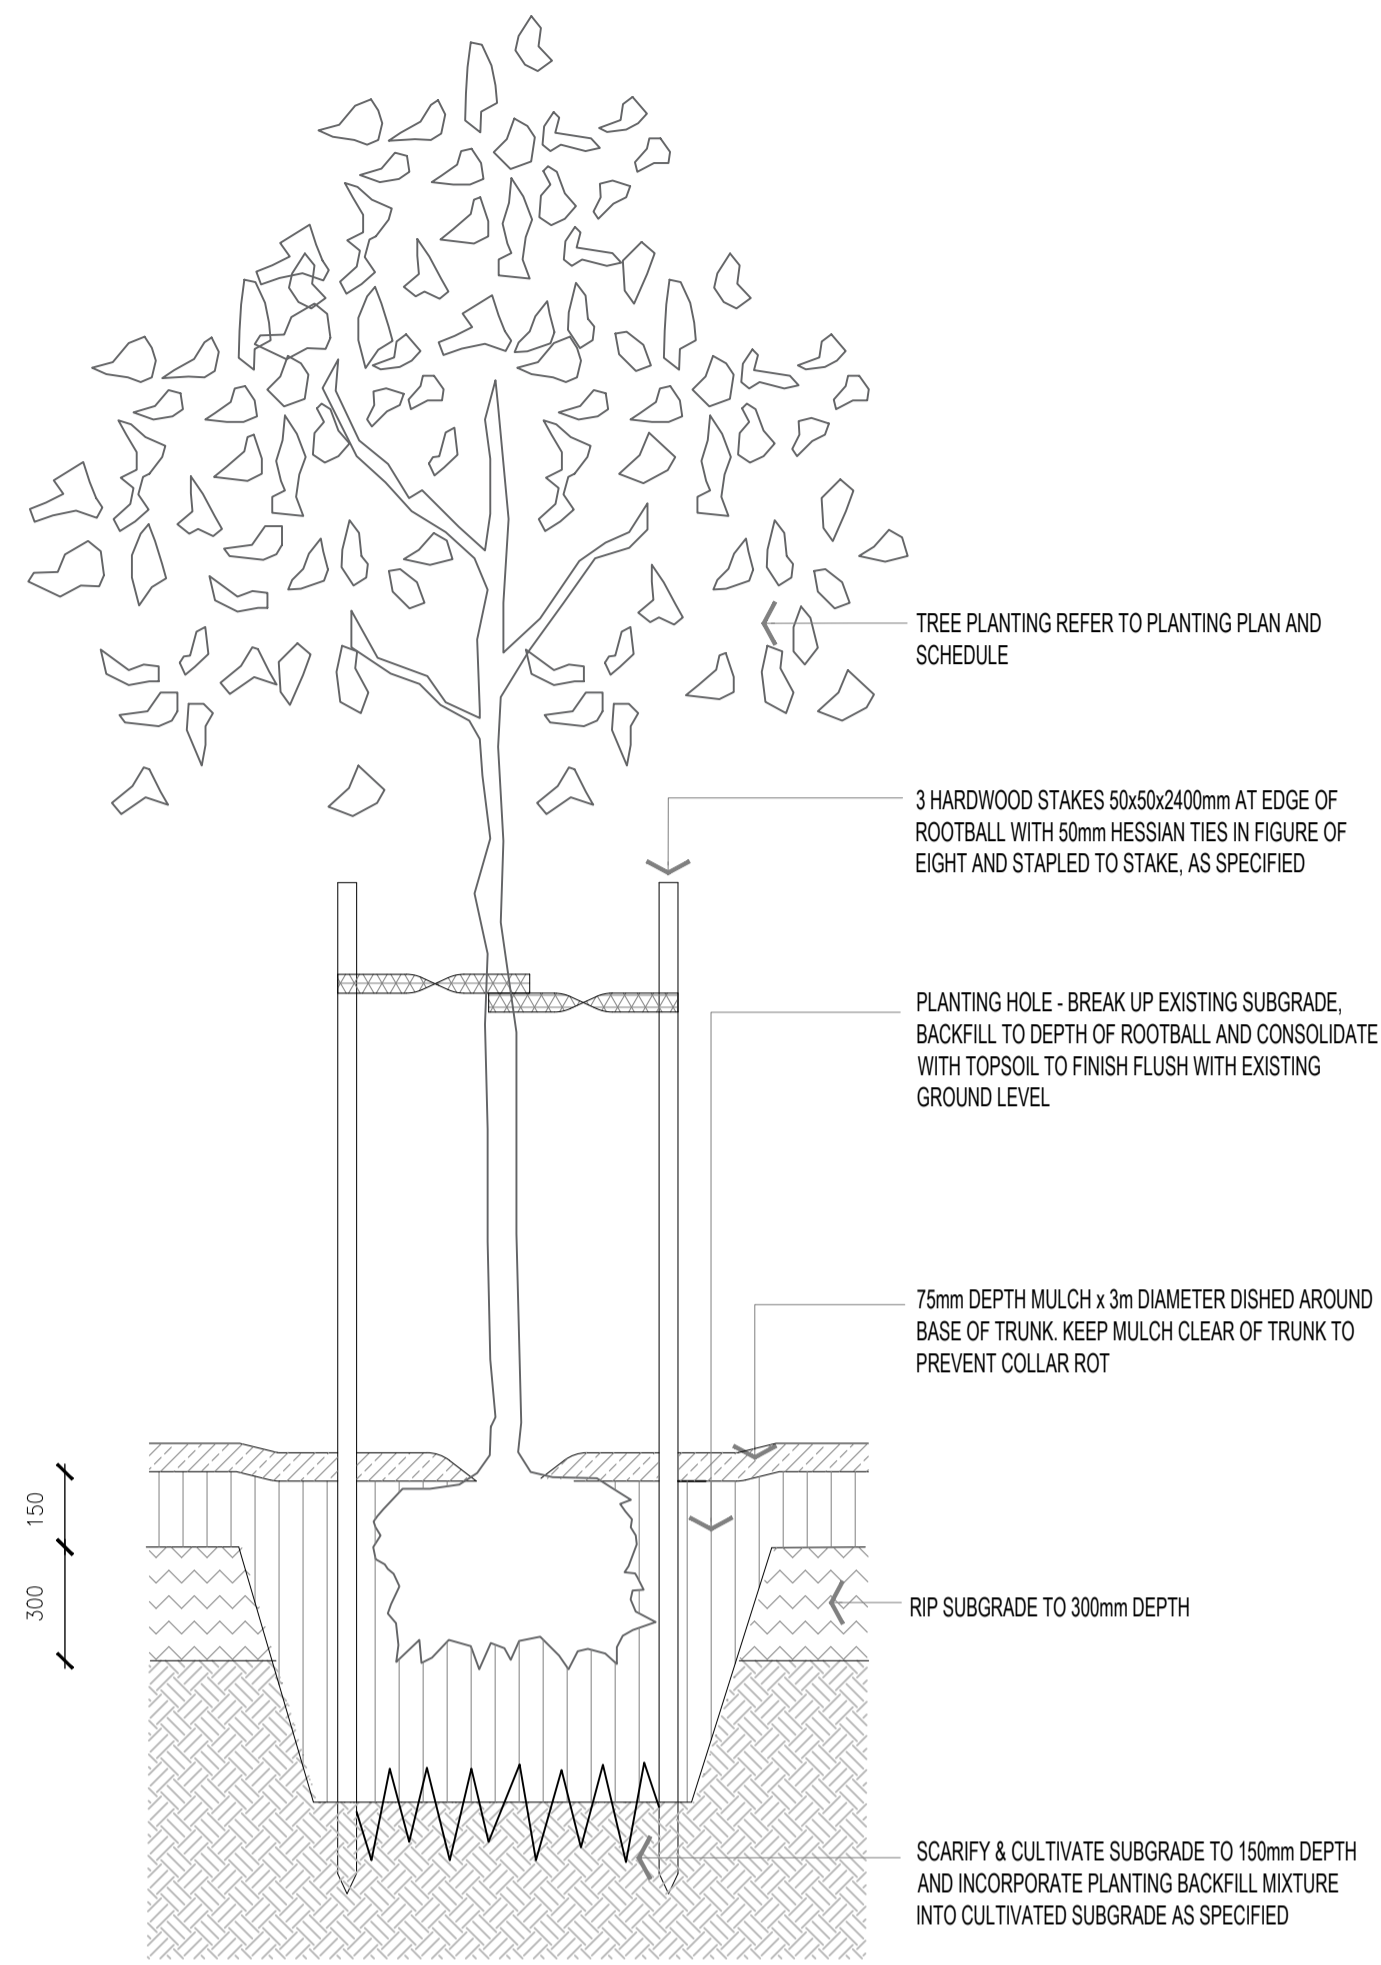 TREE PLANTING REFER TO PLANTING PLAN AND
SCHEDULE
3 HARDWOOD STAKES 50x50x2400mm AT EDGE OF
ROOTBALL WITH 50mm HESSIAN TIES IN FIGURE OF
EIGHT AND STAPLED TO STAKE, AS SPECIFIED
PLANTING HOLE - BREAK UP EXISTING SUBGRADE,
BACKFILL TO DEPTH OF ROOTBALL AND CONSOLIDATE
WITH TOPSOIL TO FINISH FLUSH WITH EXISTING
GROUND LEVEL
75mm DEPTH MULCH x 3m DIAMETER DISHED AROUND
BASE OF TRUNK. KEEP MULCH CLEAR OF TRUNK TO
PREVENT COLLAR ROT
150
300
RIP SUBGRADE TO 300mm DEPTH
SCARIFY & CULTIVATE SUBGRADE TO 150mm DEPTH
AND INCORPORATE PLANTING BACKFILL MIXTURE
INTO CULTIVATED SUBGRADE AS SPECIFIED